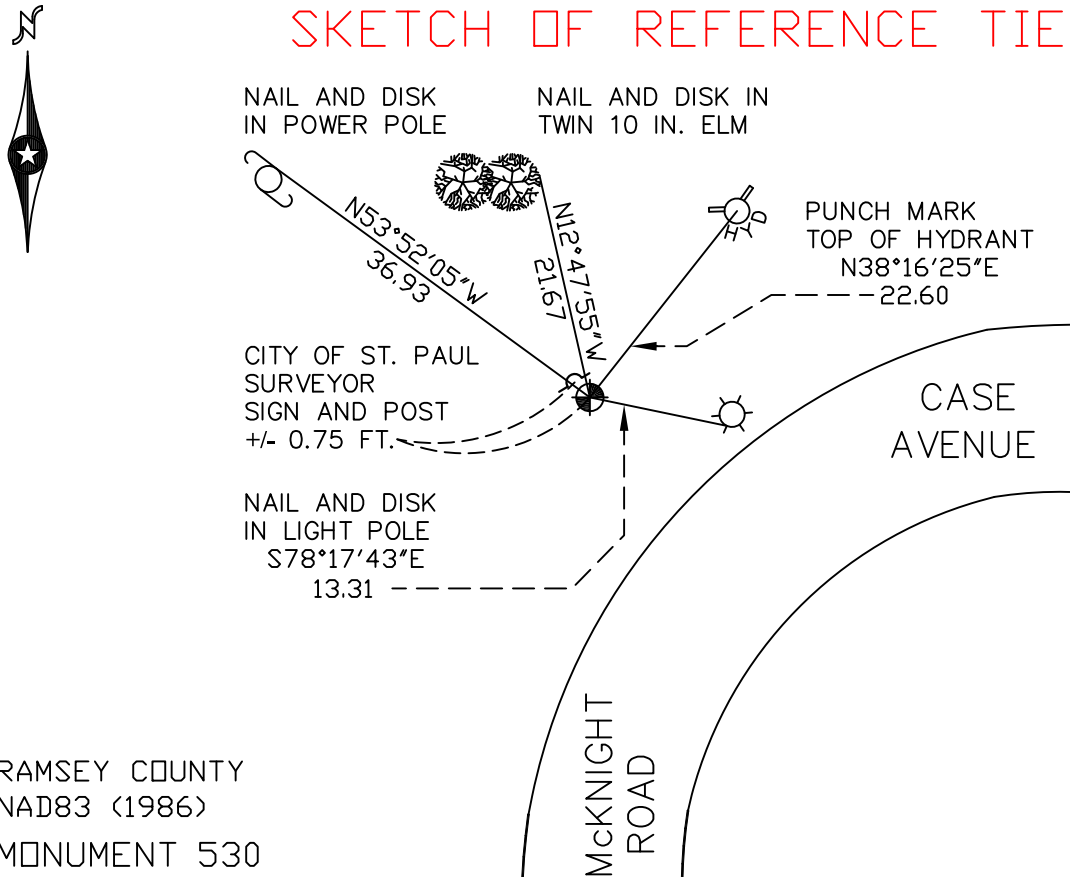 N
SKETCH OF REFERENCE TIE
NAIL AND DISK
IN POWER POLE
NAIL AND DISK IN
TWIN 10 IN. ELM
N53°52'05"W
36.93
N12°47'55"W
21.67
HYD
PUNCH MARK
TOP OF HYDRANT
N38°16'25"E
22.60
CITY OF ST. PAUL
SURVEYOR
SIGN AND POST
+/- 0.75 FT.
CASE
AVENUE
NAIL AND DISK
IN LIGHT POLE
S78°17'43"E
13.31
McKNIGHT
ROAD
RAMSEY COUNTY
NAD83 (1986)
MONUMENT 530